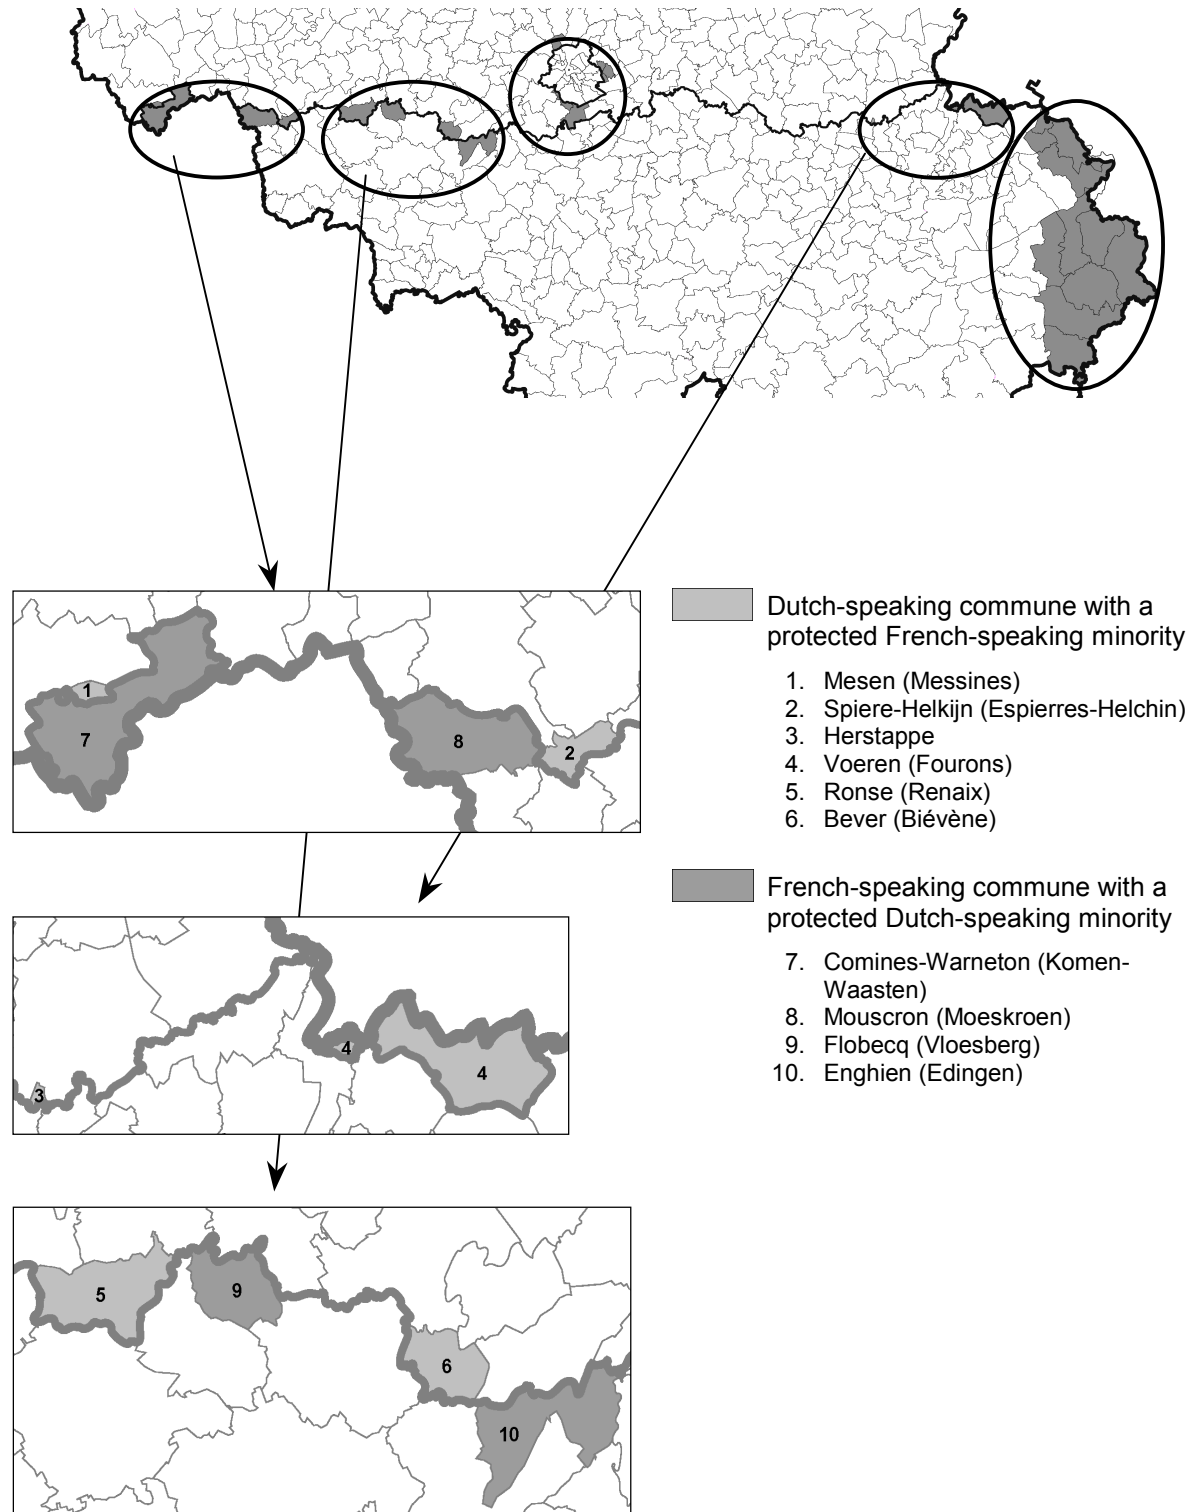 Dutch-speaking commune with a
protected French-speaking minority
1. Mesen (Messines)
2. Spiere-Helkijn (Espierres-Helchin)
3. Herstappe
4. Voeren (Fourons)
5. Ronse (Renaix)
6. Bever (Biévène)
French-speaking commune with a
protected Dutch-speaking minority
7. Comines-Warneton (Komen-
Waasten)
8. Mouscron (Moeskroen)
9. Flobecq (Vloesberg)
10. Enghien (Edingen)
1
7
8
2
4
4
3
5
9
6
10